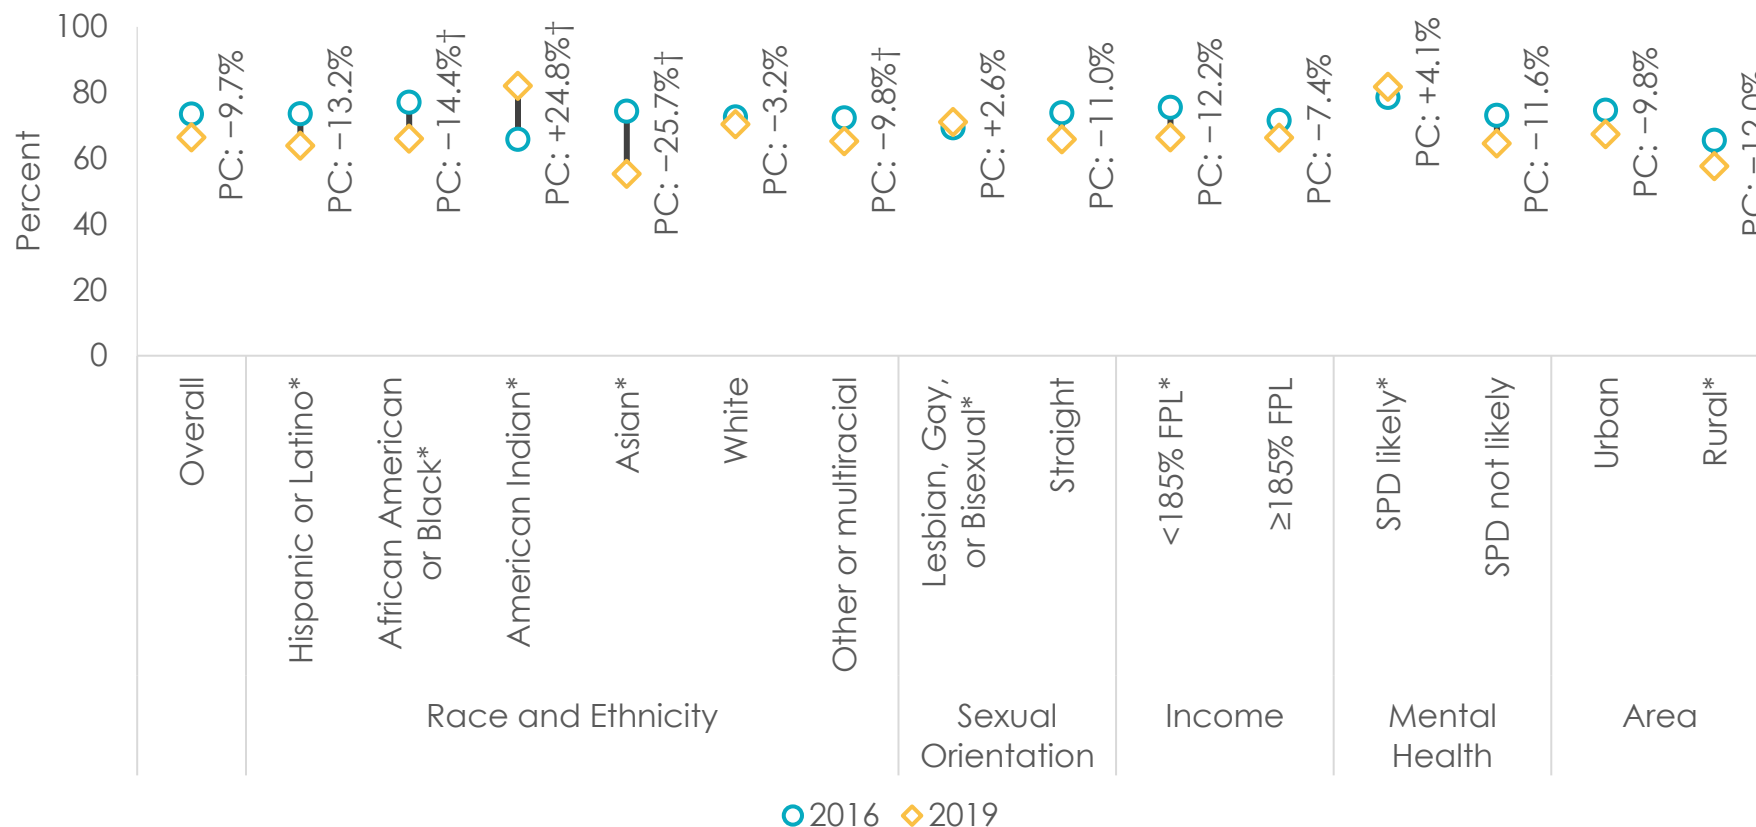 100
80
60
40
20
0
Percent
PC: −9.7%
PC: −13.2%
PC: −14.4%†
PC: +24.8%†
PC: −25.7%†
PC: −3.2%
PC: −9.8%†
PC: +2.6%
PC: −11.0%
PC: −12.2%
PC: −7.4%
PC: +4.1%
PC: −11.6%
PC: −9.8%
PC: −12.0%
Overall
Hispanic or Latino*
African American
or Black*
American Indian*
Asian*
White
Other or multiracial
Lesbian, Gay,
or Bisexual*
Straight
<185% FPL*
≥185% FPL
SPD likely*
SPD not likely
Urban
Rural*
Race and Ethnicity
Sexual
Orientation
Income
Mental
Health
Area
2016
2019